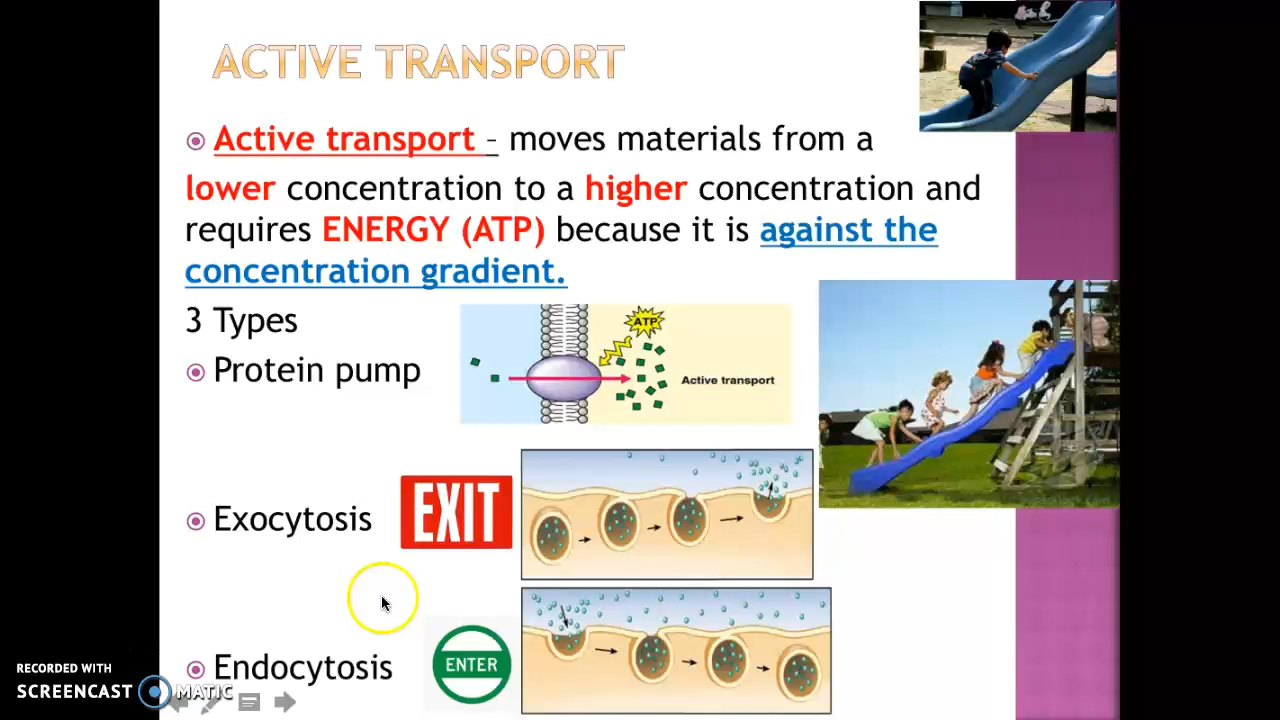 ACTIVE TRANSPORT
Active transport – moves materials from a
lower concentration to a higher concentration and
requires ENERGY (ATP) because it is against the
concentration gradient.
3 Types
ATP
Protein pump
Active transport
Exocytosis
EXIT
Endocytosis
ENTER
RECORDED WITH
SCREENCAST MATIC